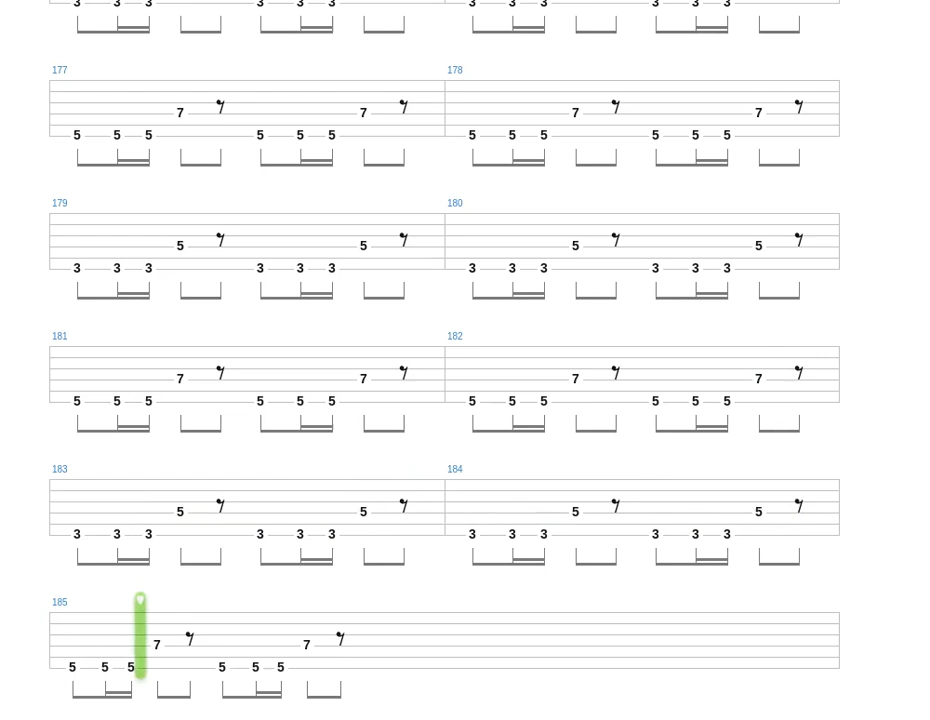 3 3 3 3 3 3 3 3 3 3 3 3
177 178
7 7 7 7
5 5 5 5 5 5 5 5 5 5 5 5
179 180
5 5 5 5
3 3 3 3 3 3 3 3 3 3 3 3
181 182
7 7 7 7
5 5 5 5 5 5 5 5 5 5 5 5
183 184
5 5 5 5
3 3 3 3 3 3 3 3 3 3 3 3
185
7 7
5 5 5 5 5 5